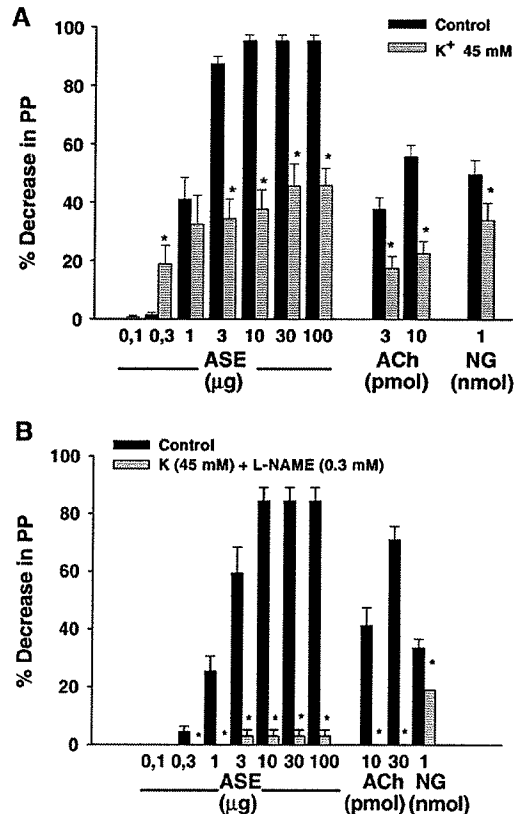 A
Control
K+ 45 mM
% Decrease in PP
100
80
60
40
20
0
*
*
*
*
*
*
*
*
0,1 0,3 1 3 10 30 100
3 10
1
ASE
(µg)
ACh
(pmol)
NG
(nmol)
B
Control
K (45 mM) + L-NAME (0.3 mM)
% Decrease in PP
100
80
60
40
20
0
*
*
*
*
*
*
*
*
*
0,1 0,3 1 3 10 30 100
10 30 1
ASE
(µg)
ACh
(pmol)
NG
(nmol)